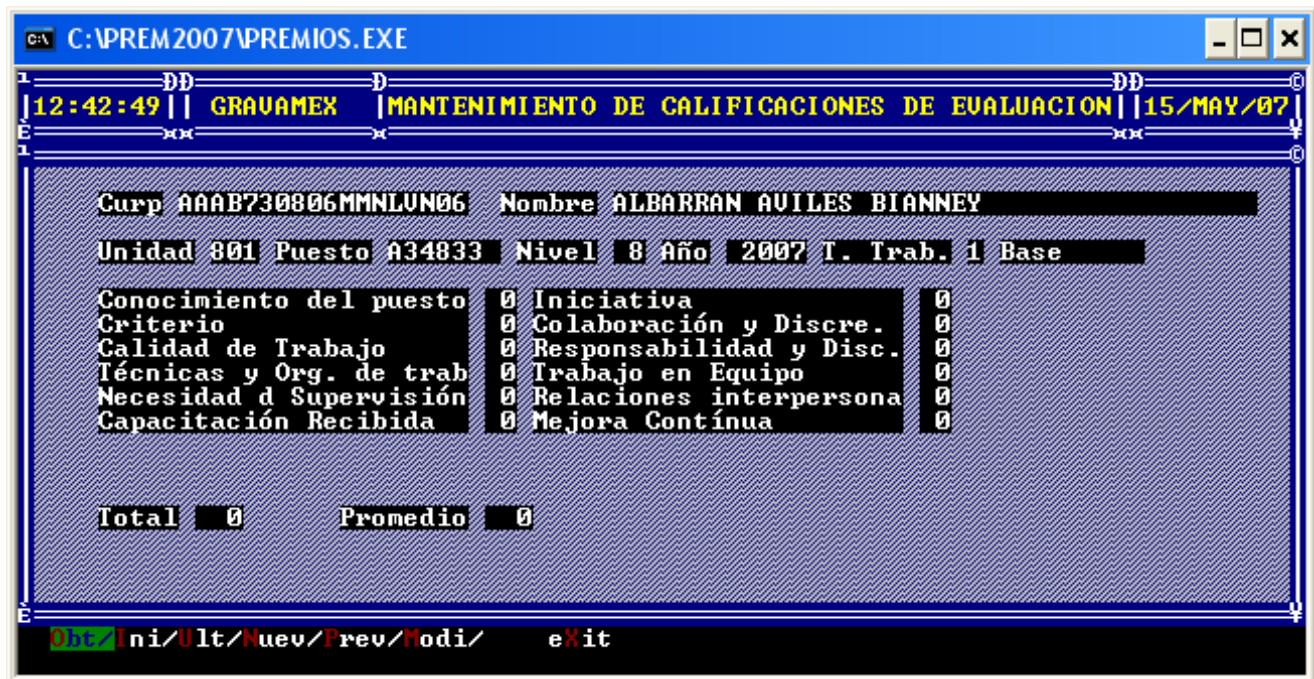 C:\PREM2007\PREMIOS.EXE
12:42:49|| GRAVAMEX |MANTENIMIENTO DE CALIFICACIONES DE EVALUACION||15/MAY/07|
Curp AAAB730806MMNLVN06 Nombre ALBARRAN AVILES BIANNEY
Unidad 801 Puesto A34833 Nivel 8 Año 2007 T. Trab. 1 Base
Conocimiento del puesto 0 Iniciativa 0
Criterio 0 Colaboración y Discre. 0
Calidad de Trabajo 0 Responsabilidad y Disc. 0
Técnicas y Org. de trab 0 Trabajo en Equipo 0
Necesidad d Supervisión 0 Relaciones interpersona 0
Capacitación Recibida 0 Mejora Contínua 0
Total 0 Promedio 0
Obt/Ini/Ult/Nuev/Prev/Modi/ eXit